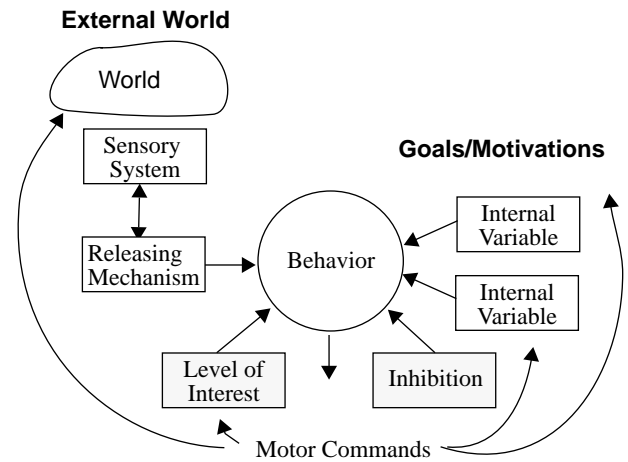 External World
World
Sensory
System
Goals/Motivations
Internal
Variable
Releasing
Mechanism
Behavior
Internal
Variable
Level of
Interest
Inhibition
Motor Commands